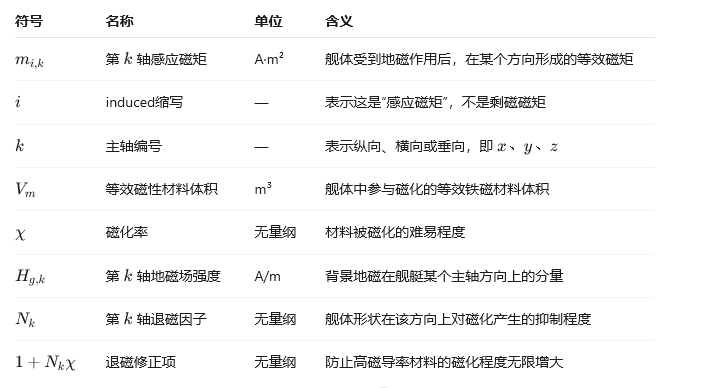 符号 名称 单位 含义
m_{i,k} 第 k 轴感应磁矩 A·m² 舰体受到地磁作用后，在某个方向形成的等效磁矩
i induced缩写 — 表示这是“感应磁矩”，不是剩磁磁矩
k 主轴编号 — 表示纵向、横向或垂向，即 x、y、z
V_m 等效磁性材料体积 m³ 舰体中参与磁化的等效铁磁材料体积
χ 磁化率 无量纲 材料被磁化的难易程度
H_{g,k} 第 k 轴地磁场强度 A/m 背景地磁在舰艇某个主轴方向上的分量
N_k 第 k 轴退磁因子 无量纲 舰体形状在该方向上对磁化产生的抑制程度
1 + N_kχ 退磁修正项 无量纲 防止高磁导率材料的磁化程度无限增大